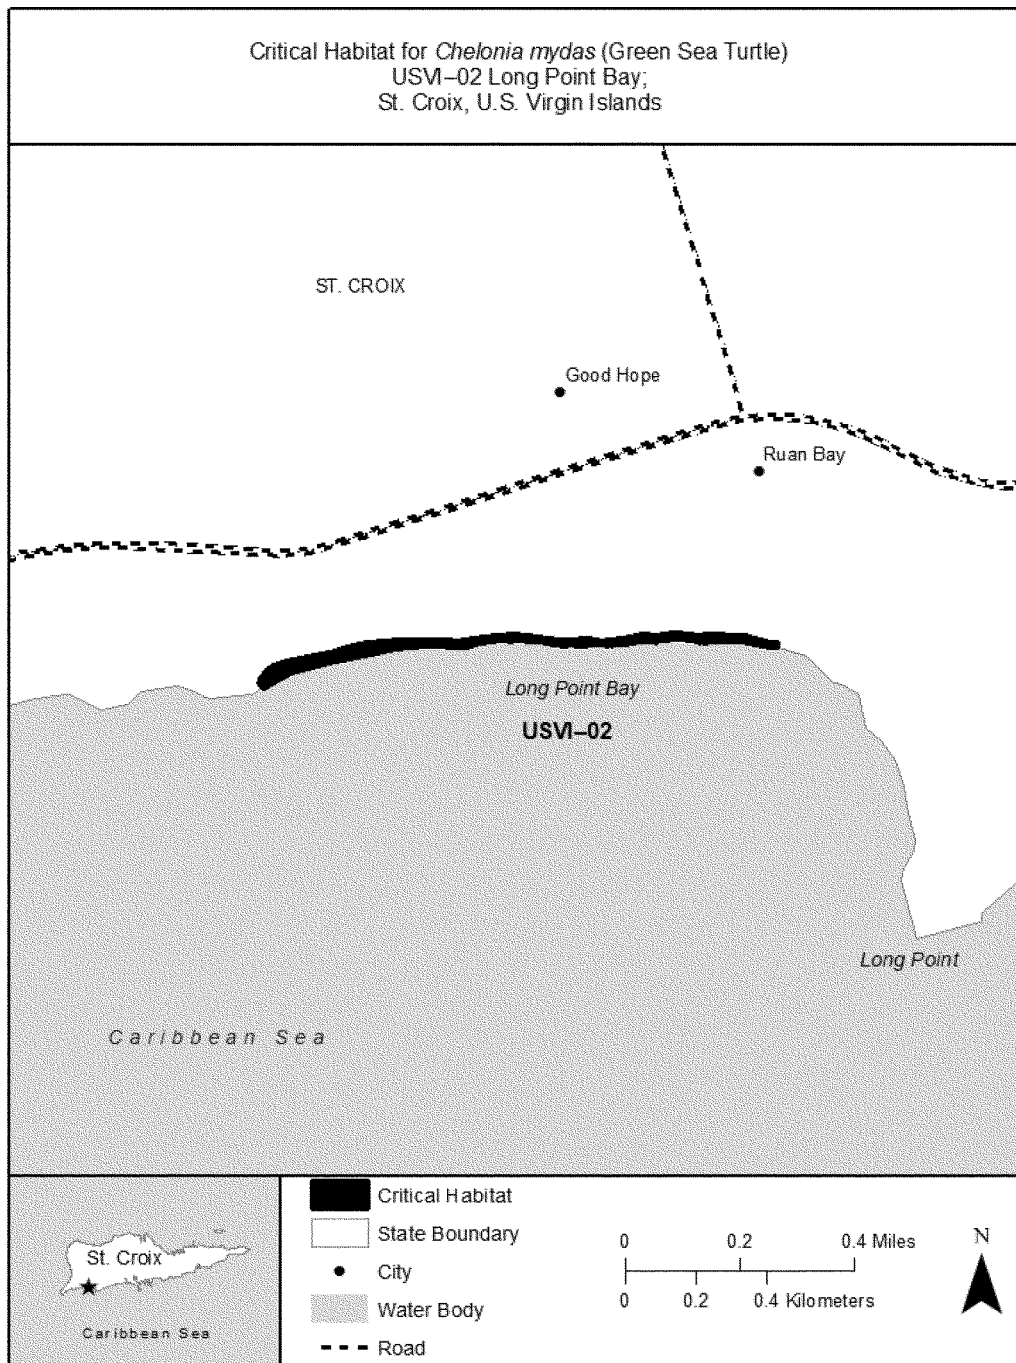 Critical Habitat for Chelonia mydas (Green Sea Turtle)
USVI–02 Long Point Bay;
St. Croix, U.S. Virgin Islands
ST. CROIX
Good Hope
Ruan Bay
Long Point Bay
USVI–02
Long Point
Caribbean Sea
St. Croix
Caribbean Sea
Critical Habitat
State Boundary
City
Water Body
Road
0 0.2 0.4 Miles
0 0.2 0.4 Kilometers
N